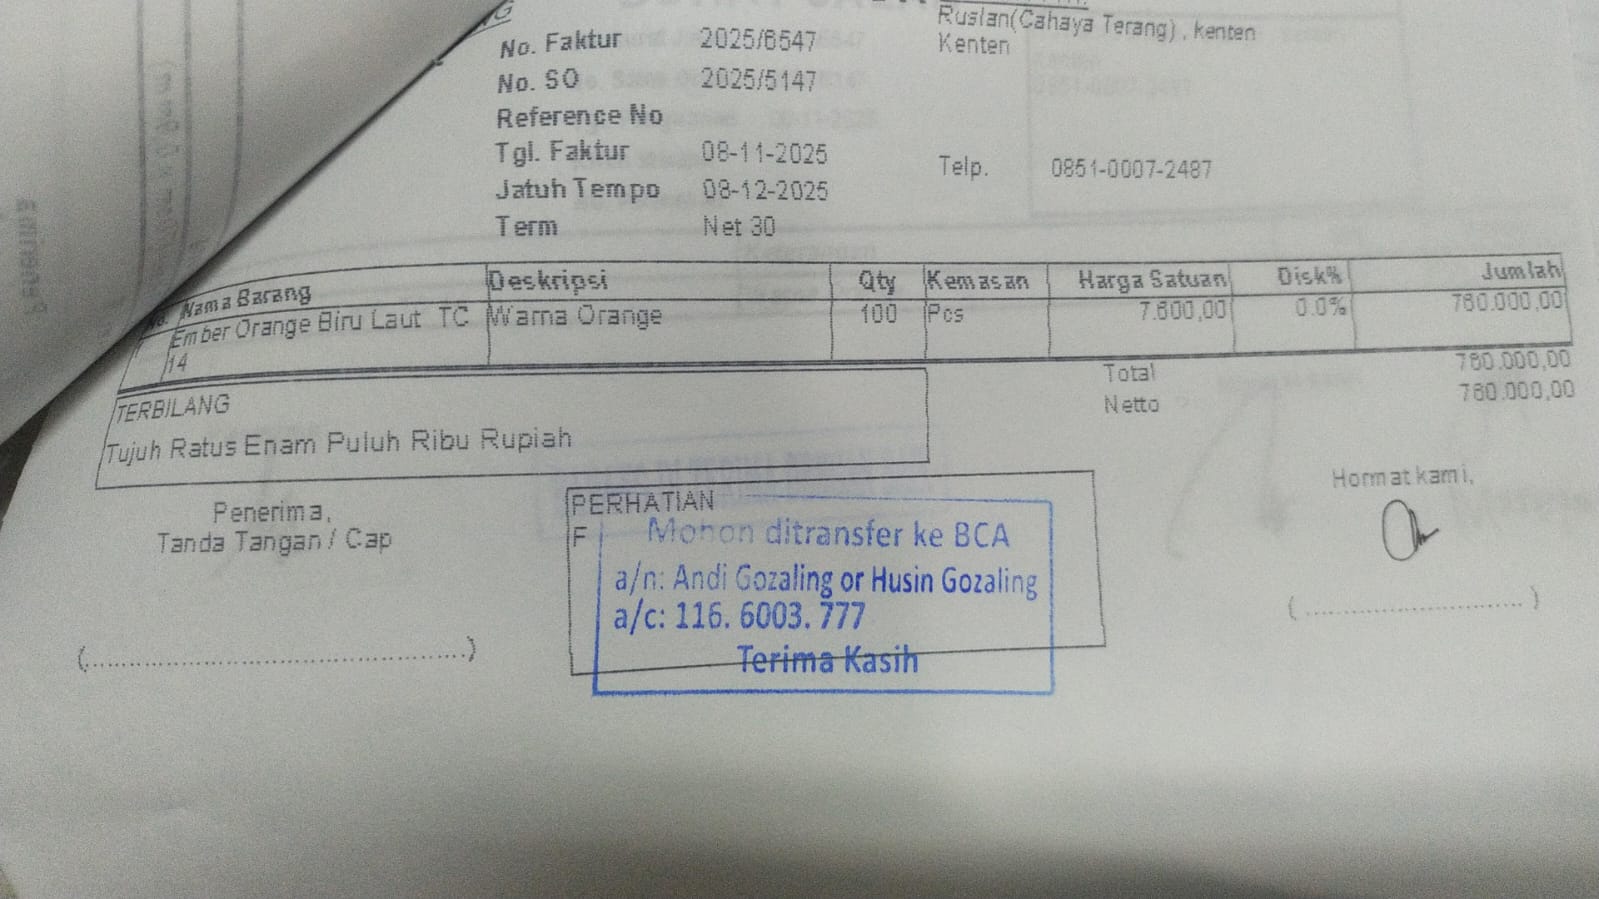 No. Faktur 2025/6547
No. SO 2025/5147
Reference No
Tgl. Faktur 08-11-2025
Jatuh Tempo 08-12-2025
Term Net 30
Ruslan(Cahaya Terang) , kenten
Kenten
Telp. 0851-0007-2487
No. Nama Barang Deskripsi Qty Kemasan Harga Satuan Disk% Jumlah
Ember Orange Biru Laut TC Warna Orange 100 Pcs 7.600,00 0.0% 760.000,00
14
Total 760.000,00
Netto 760.000,00
TERBILANG
Tujuh Ratus Enam Puluh Ribu Rupiah
Penerima,
Tanda Tangan / Cap
(..................................................)
PERHATIAN
F
Mohon ditransfer ke BCA
a/n: Andi Gozaling or Husin Gozaling
a/c: 116. 6003. 777
Terima Kasih
Hormat kami,
( ............................ )